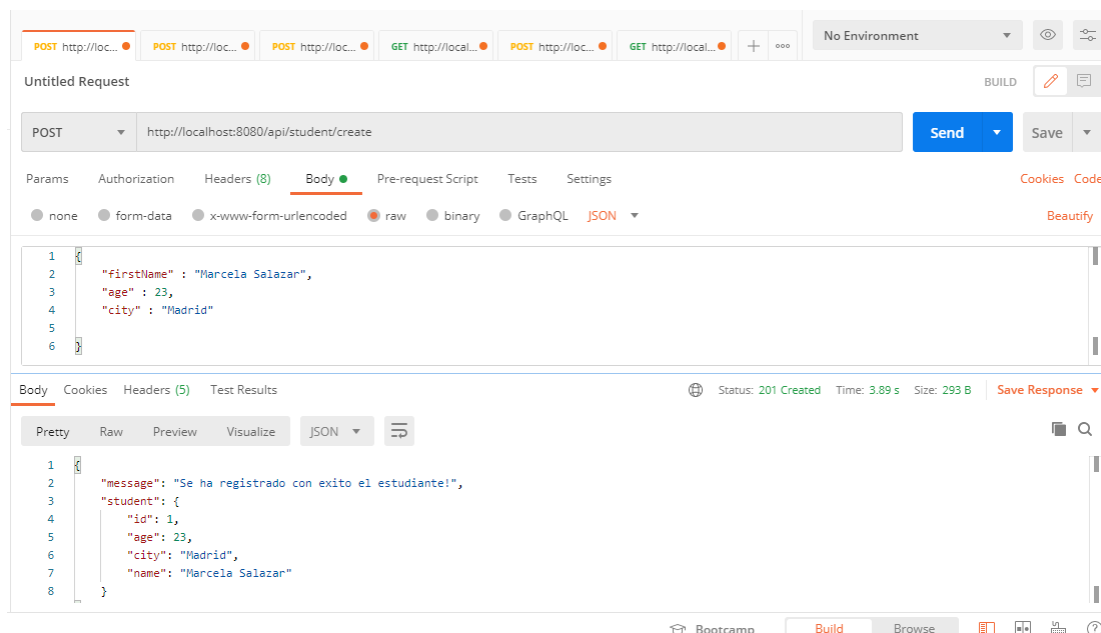 POST http://loc... POST http://loc... POST http://loc... GET http://local... POST http://loc... GET http://local... No Environment
Untitled Request BUILD
POST http://localhost:8080/api/student/create Send Save
Params Authorization Headers (8) Body Pre-request Script Tests Settings Cookies Code
none form-data x-www-form-urlencoded raw binary GraphQL JSON Beautify
1 {
2 "firstName" : "Marcela Salazar",
3 "age" : 23,
4 "city" : "Madrid"
5
6 }
Body Cookies Headers (5) Test Results Status: 201 Created Time: 3.89 s Size: 293 B Save Response
Pretty Raw Preview Visualize JSON
1 {
2 "message": "Se ha registrado con exito el estudiante!",
3 "student": {
4 "id": 1,
5 "age": 23,
6 "city": "Madrid",
7 "name": "Marcela Salazar"
8 }
Bootcamp Build Browse